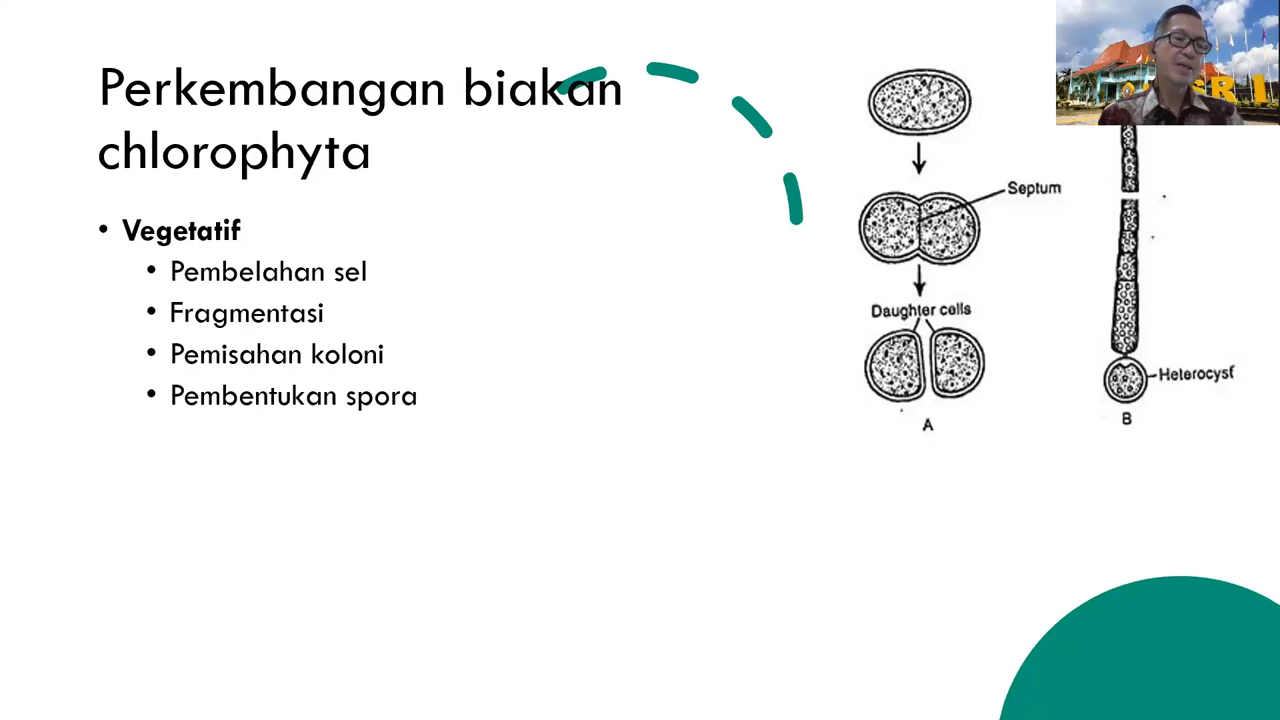 Perkembangan biakan
chlorophyta
• Vegetatif
• Pembelahan sel
• Fragmentasi
• Pemisahan koloni
• Pembentukan spora
Septum
Daughter cells
A
Heterocyst
B